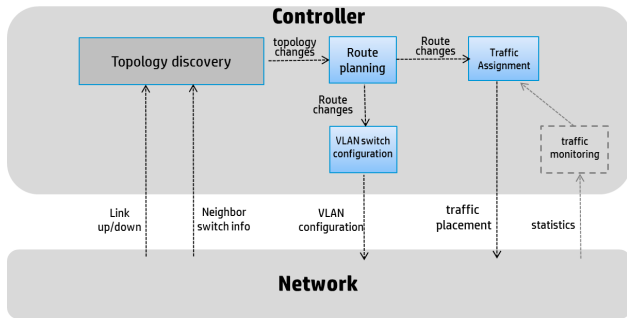 Controller
Topology discovery
topology
changes
Route
planning
Route
changes
Traffic
Assignment
Route
changes
VLAN switch
configuration
traffic
monitoring
Link
up/down
Neighbor
switch info
VLAN
configuration
traffic
placement
statistics
Network